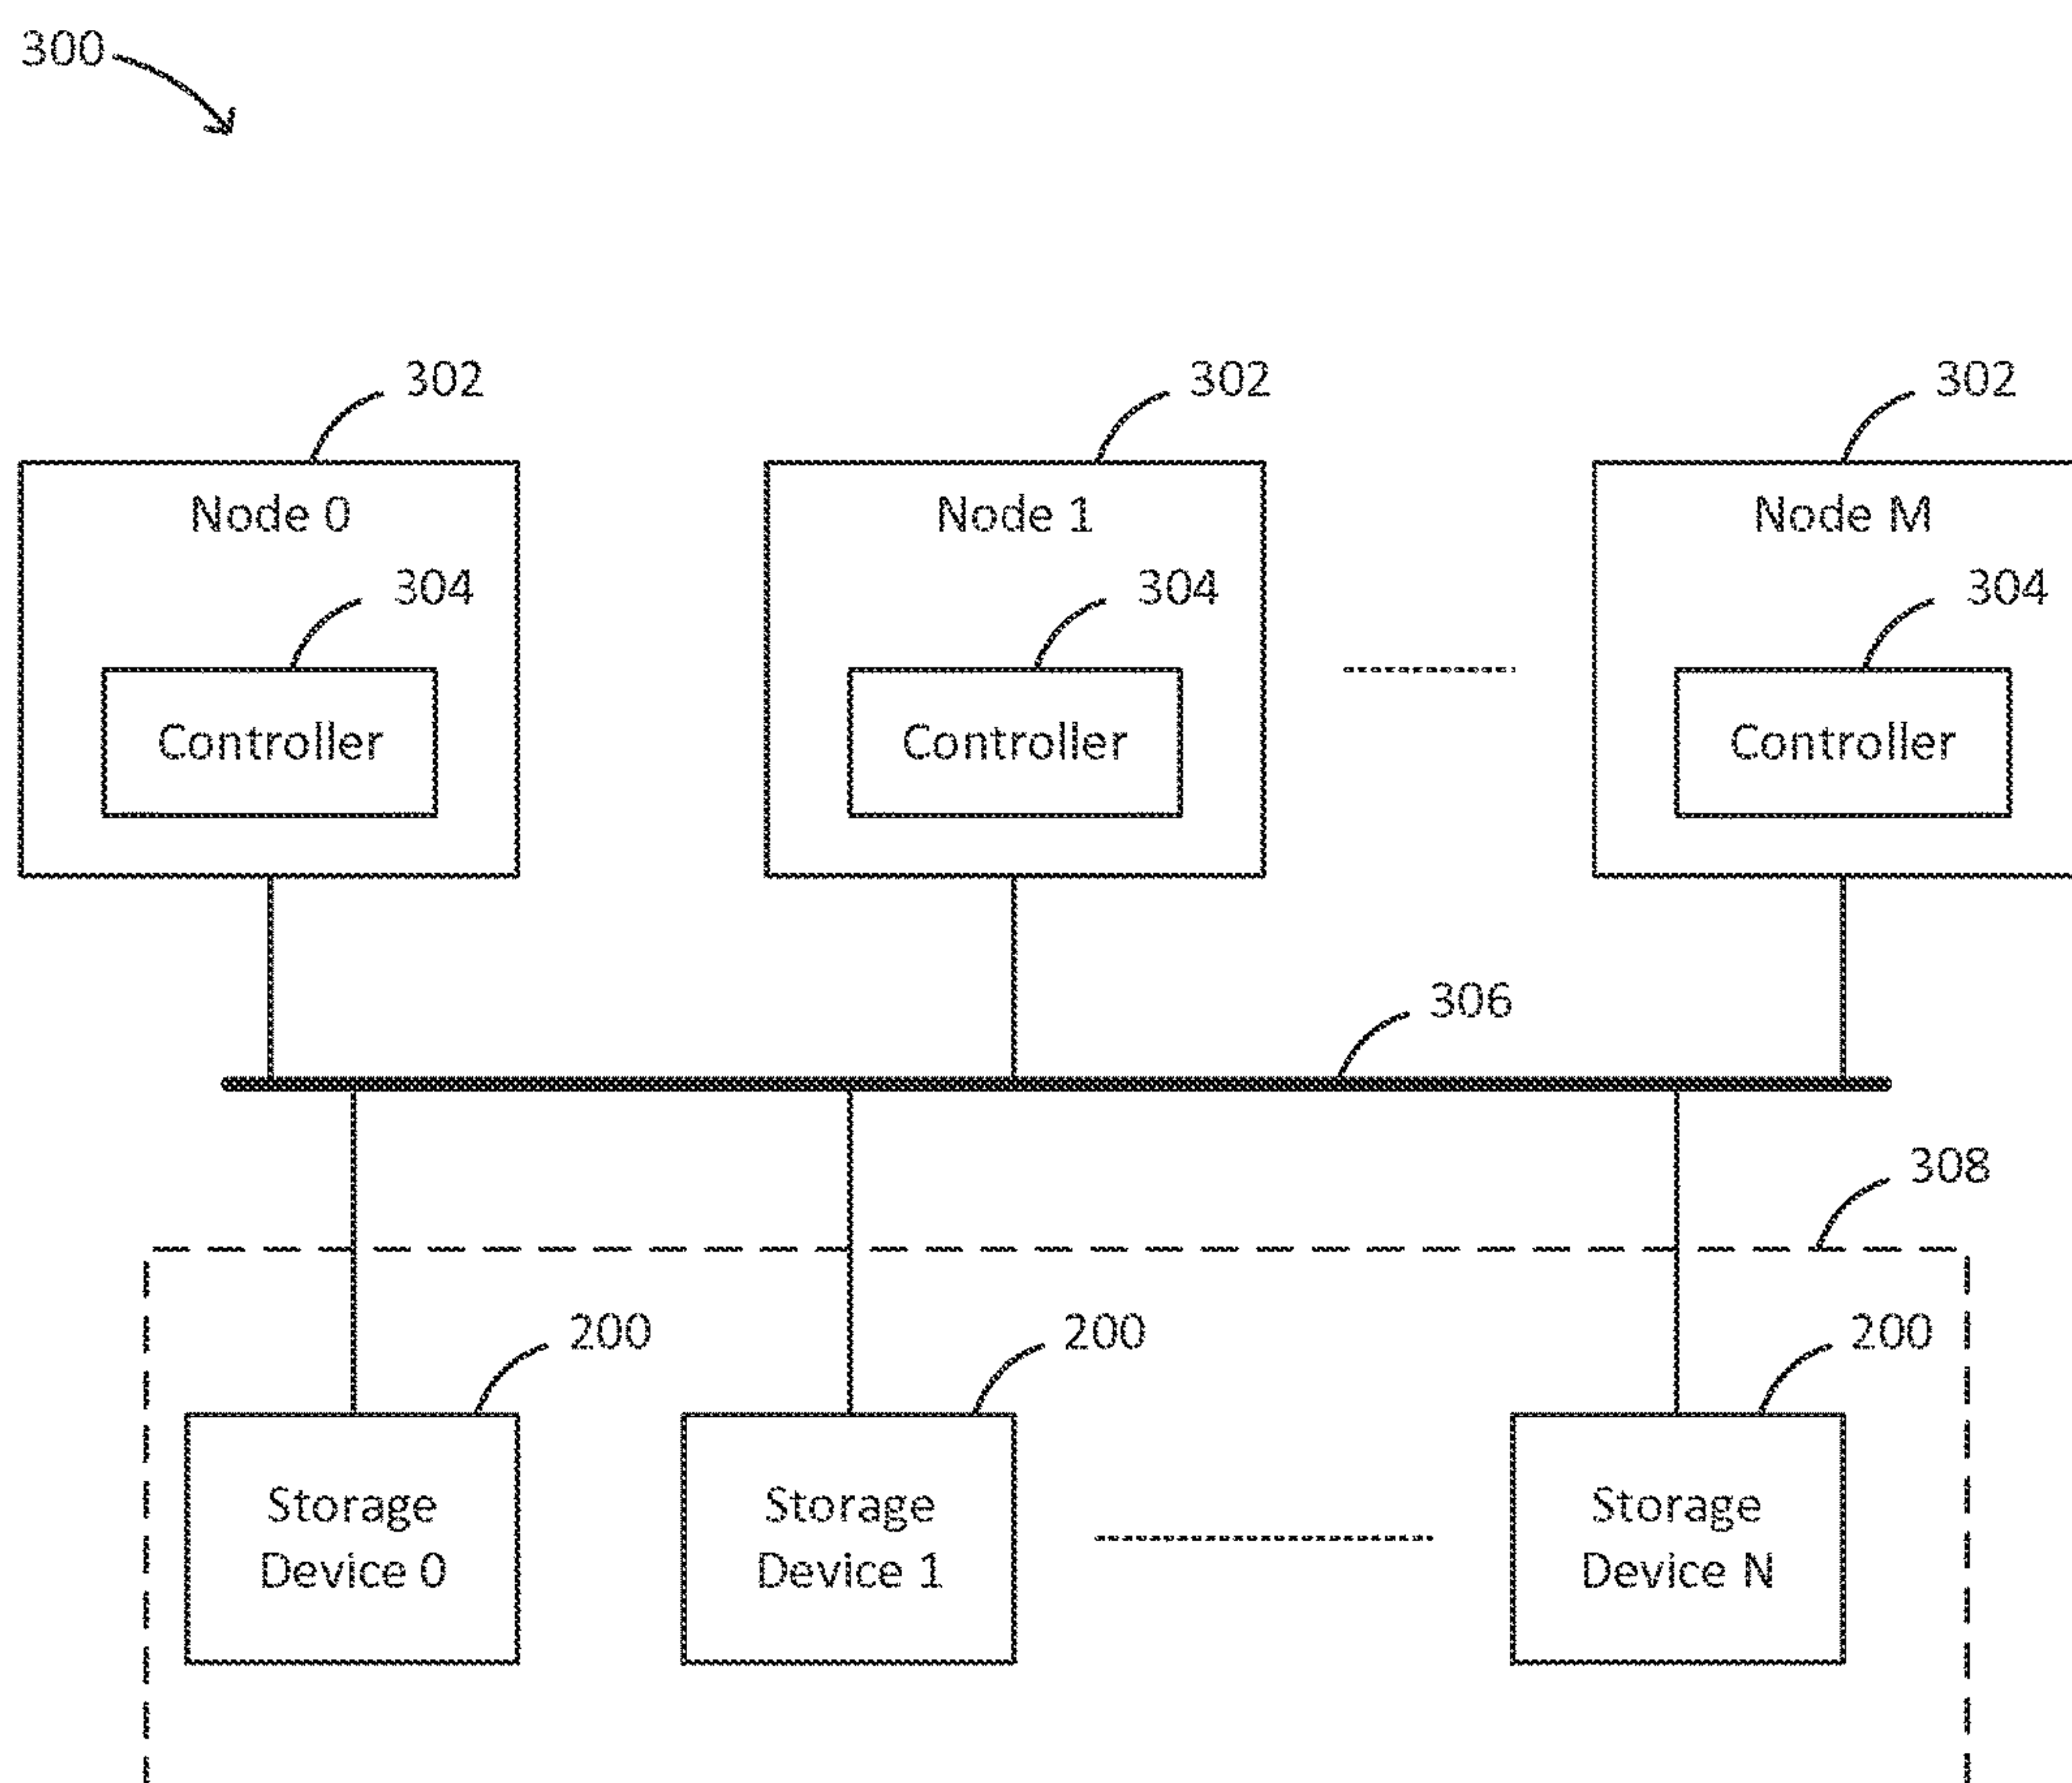 300
302
302
302
Node 0
Node 1
Node M
304
304
304
Controller
Controller
Controller
306
308
200
200
200
Storage
Device 0
Storage
Device 1
Storage
Device N